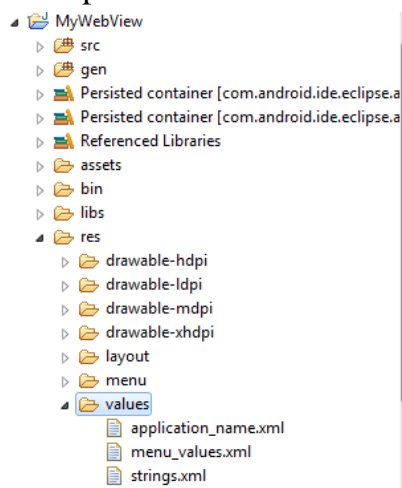 MyWebView
src
gen
Persisted container [com.android.ide.eclipse.a
Persisted container [com.android.ide.eclipse.a
Referenced Libraries
assets
bin
libs
res
drawable-hdpi
drawable-ldpi
drawable-mdpi
drawable-xhdpi
layout
menu
values
application_name.xml
menu_values.xml
strings.xml